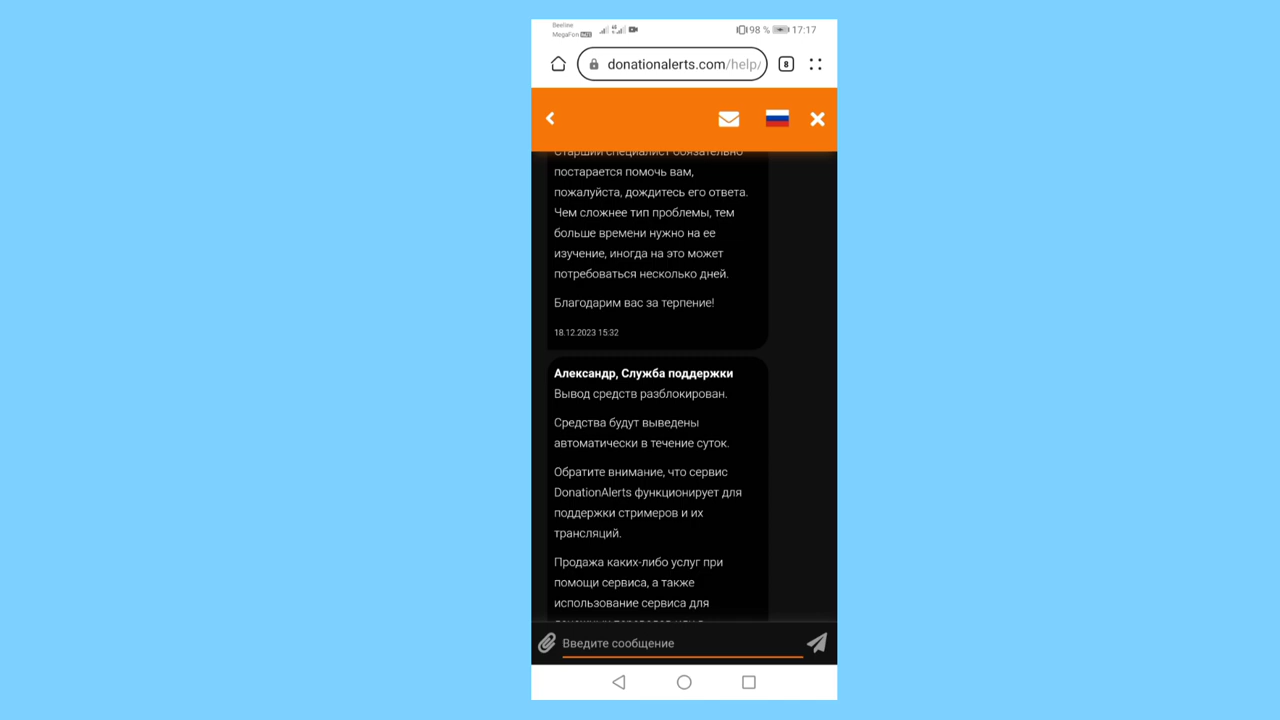 Beeline
MegaFon
98 % 17:17
donationalerts.com/help/
8
Старший специалист обязательно
постарается помочь вам,
пожалуйста, дождитесь его ответа.
Чем сложнее тип проблемы, тем
больше времени нужно на ее
изучение, иногда на это может
потребоваться несколько дней.
Благодарим вас за терпение!
18.12.2023 15:32
Александр, Служба поддержки
Вывод средств разблокирован.
Средства будут выведены
автоматически в течение суток.
Обратите внимание, что сервис
DonationAlerts функционирует для
поддержки стримеров и их
трансляций.
Продажа каких-либо услуг при
помощи сервиса, а также
использование сервиса для
Введите сообщение